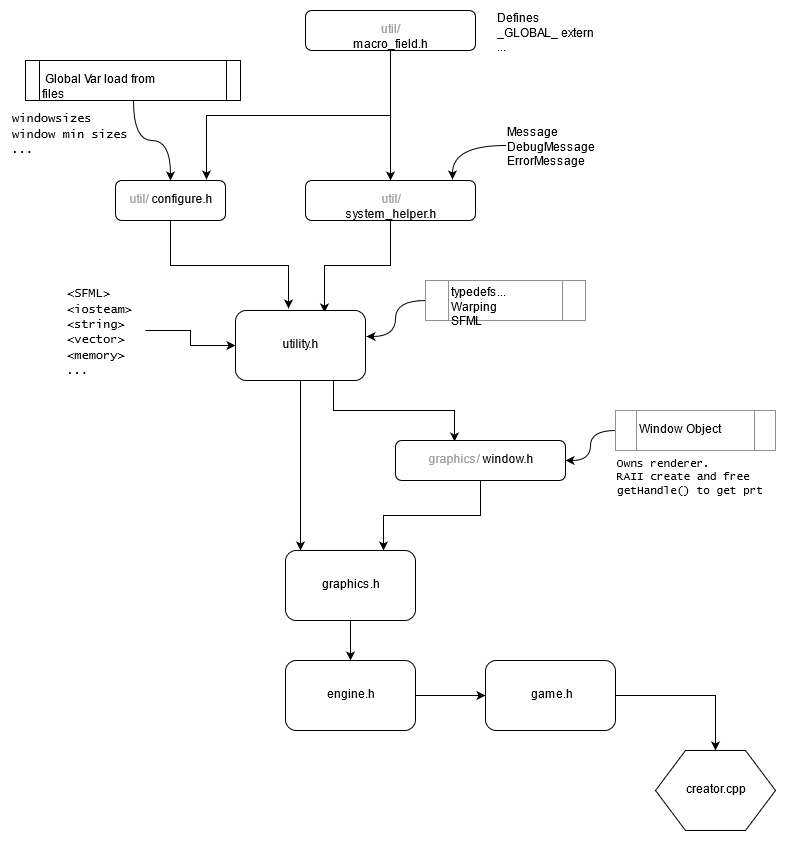 util/
macro_field.h
Defines
_GLOBAL_ extern
...
Global Var load from
files
windowsizes
window min sizes
...
Message
DebugMessage
ErrorMessage
util/ configure.h
util/
system_helper.h
<SFML>
<iosteam>
<string>
<vector>
<memory>
...
typedefs...
Warping
SFML
utility.h
Window Object
graphics/ window.h
Owns renderer.
RAII create and free
getHandle() to get prt
graphics.h
engine.h
game.h
creator.cpp